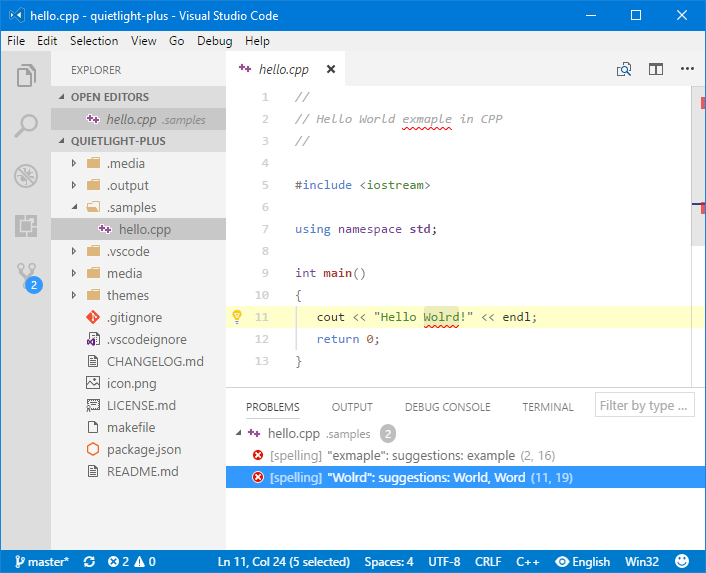 hello.cpp - quietlight-plus - Visual Studio Code
File Edit Selection View Go Debug Help
EXPLORER
OPEN EDITORS
hello.cpp .samples
QUIETLIGHT-PLUS
.media
.output
.samples
hello.cpp
.vscode
media
themes
.gitignore
.vscodeignore
CHANGELOG.md
icon.png
LICENSE.md
makefile
package.json
README.md
2
hello.cpp
1 //
2 // Hello World exmaple in CPP
3 //
4
5 #include <iostream>
6
7 using namespace std;
8
9 int main()
10 {
11 cout << "Hello Wolrd!" << endl;
12 return 0;
13 }
PROBLEMS OUTPUT DEBUG CONSOLE TERMINAL Filter by type ...
hello.cpp .samples 2
[spelling] "exmaple": suggestions: example (2, 16)
[spelling] "Wolrd": suggestions: World, Word (11, 19)
master* 2 0 Ln 11, Col 24 (5 selected) Spaces: 4 UTF-8 CRLF C++ English Win32